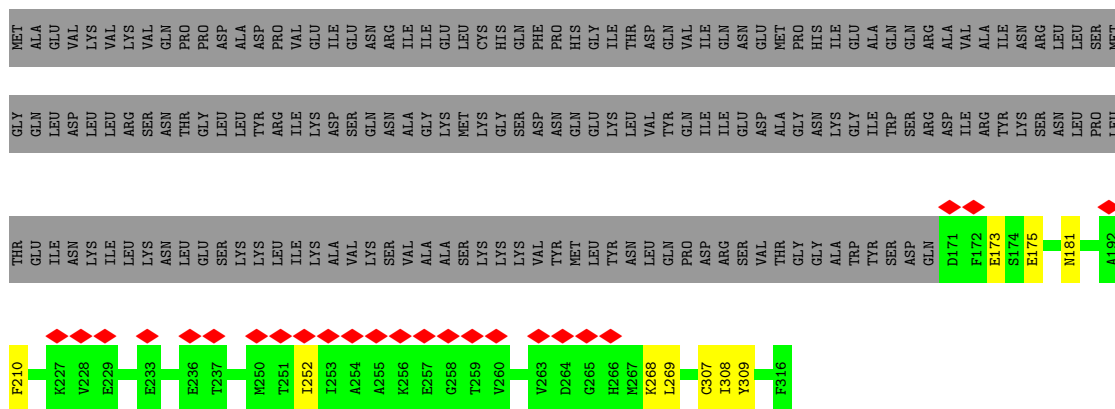 MET ALA GLU VAL LYS VAL LYS VAL GLN PRO PRO ASP ALA ASP PRO VAL GLU ILE GLU ASN ARG ILE ILE GLU LEU CYS HIS GLN PHE PRO HIS GLY ILE THR ASP GLN VAL ILE GLN ASN GLU MET PRO HIS ILE GLU ALA GLN GLN ARG ALA VAL ALA ILE ASN ARG LEU LEU SER MET
GLY GLN LEU ASP LEU LEU ARG SER ASN THR GLY LEU LEU TYR ARG ILE LYS ASP SER GLN ASN ALA GLY LYS MET LYS GLY SER ASP ASN GLN GLU LYS LEU VAL TYR GLN ILE ILE GLU ASP ALA GLY ASN LYS GLY ILE TRP SER ARG ASP ILE ARG TYR LYS SER ASN LEU PRO LEU
THR GLU ILE ASN LYS ILE LEU LYS ASN LEU GLU SER LYS LYS LEU ILE LYS ALA VAL LYS SER VAL ALA ALA SER LYS LYS LYS VAL TYR MET LEU TYR ASN LEU GLN PRO ASP ARG SER VAL THR GLY GLY ALA TRP TYR SER ASP GLN D171 F172 E173 S174 E175 N181 A192
F210 K227 V228 E229 E233 E236 T237 M250 T251 I252 I253 A254 A255 K256 E257 G258 T259 V260 V263 D264 G265 H266 M267 K268 L269 C307 I308 Y309 F316